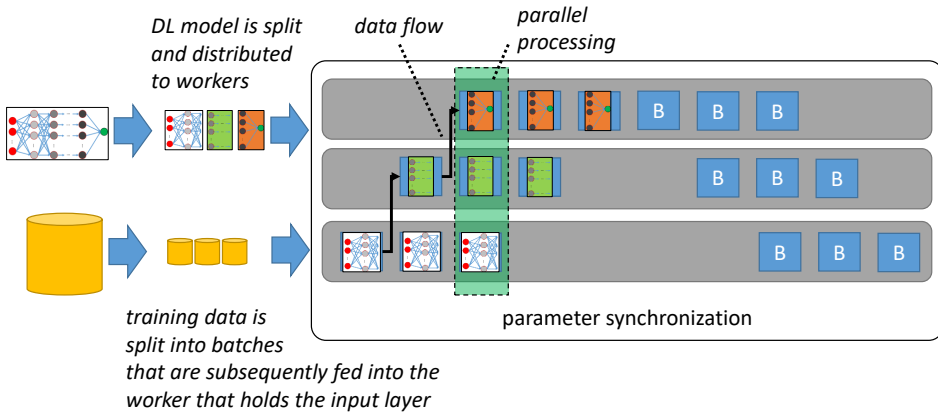 DL model is split
and distributed
to workers
data flow
parallel
processing
B B B
B B B
B B B
parameter synchronization
training data is
split into batches
that are subsequently fed into the
worker that holds the input layer